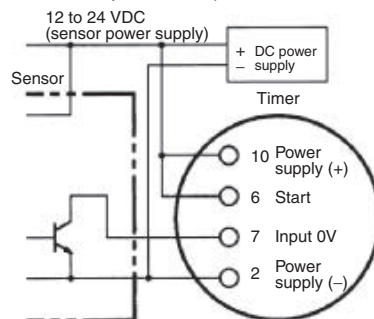 12 to 24 VDC
(sensor power supply)
+ DC power
– supply
Sensor
Timer
10 Power
supply (+)
6 Start
7 Input 0V
2 Power
supply (–)